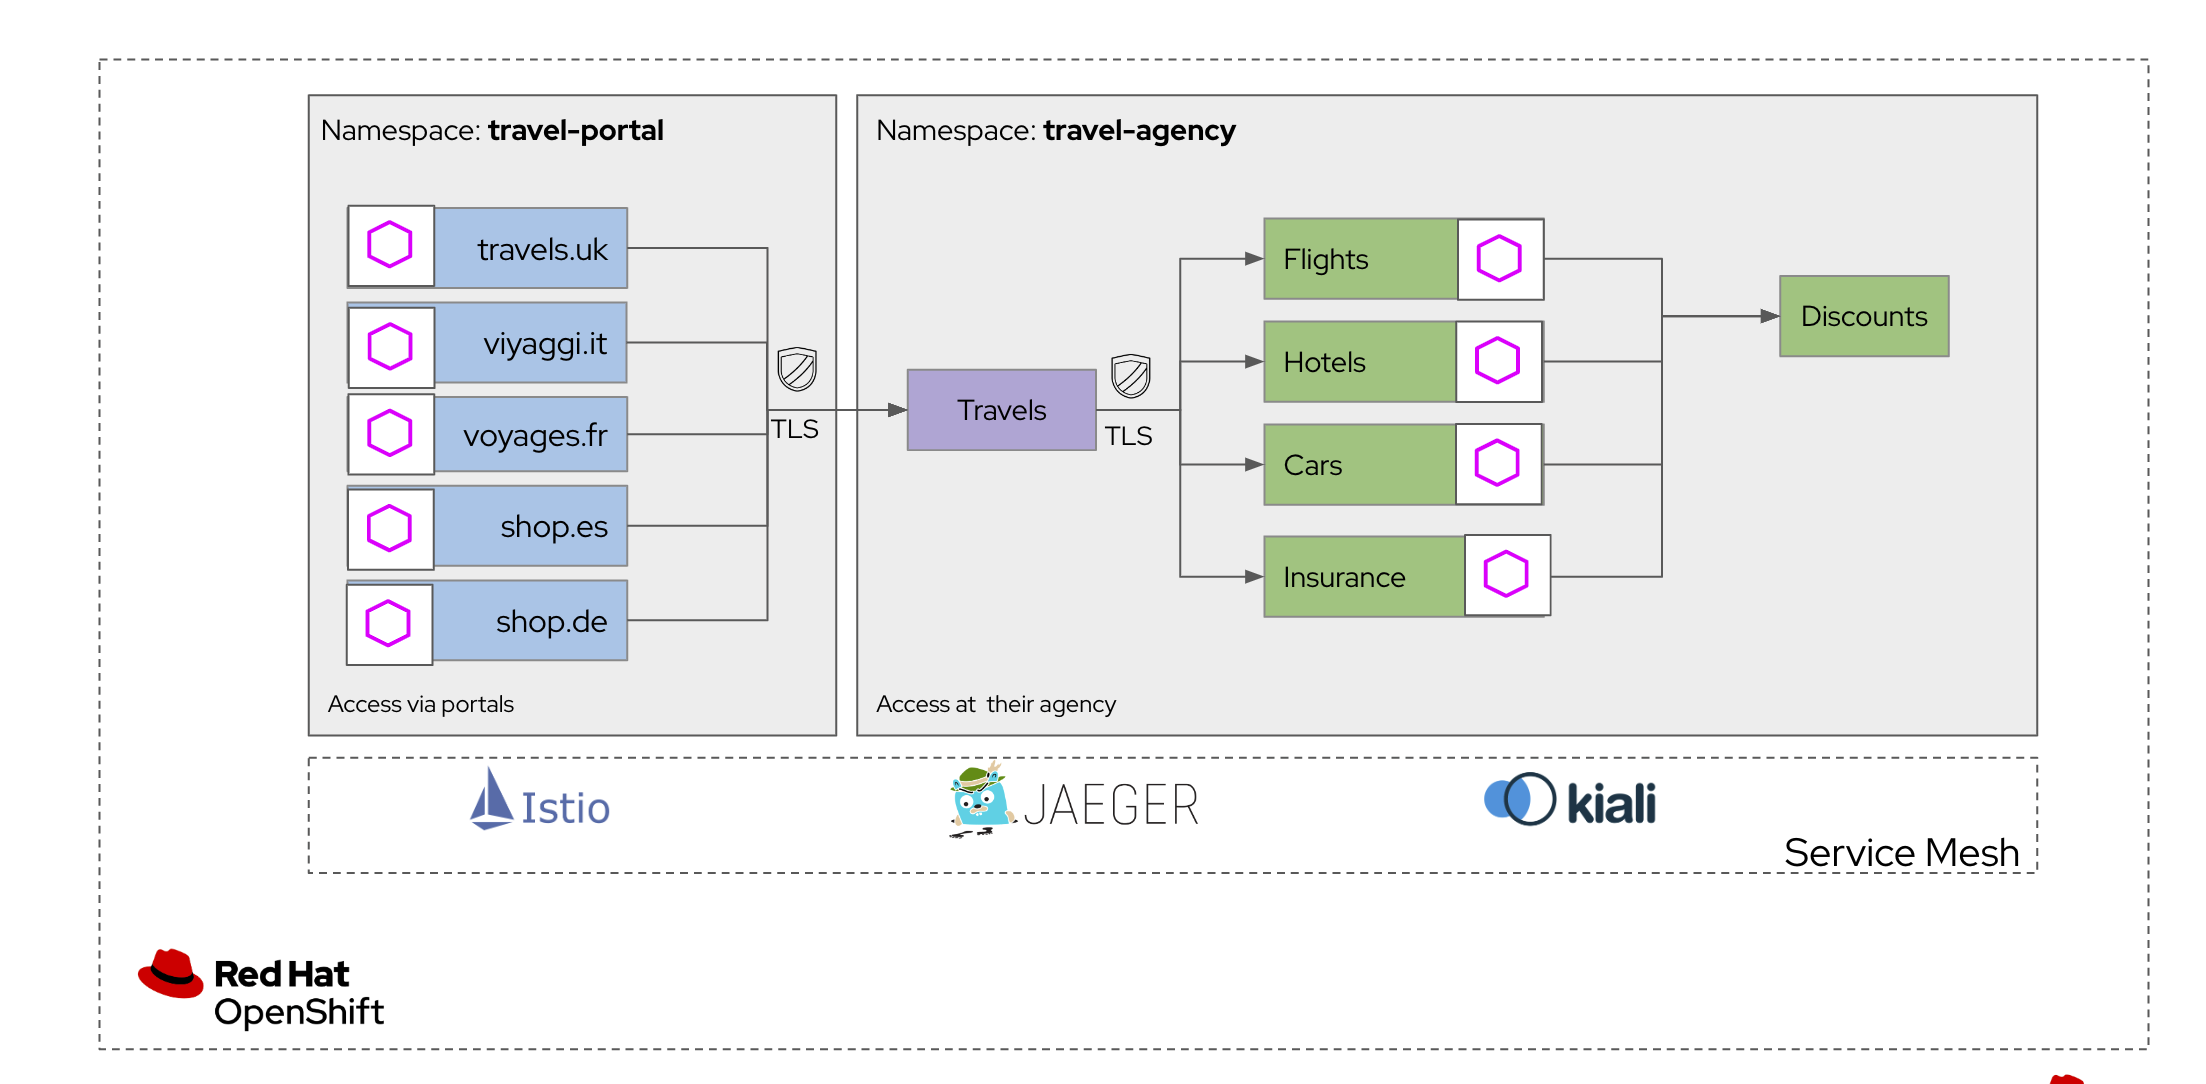 Namespace: travel-portal
travels.uk
viyaggi.it
voyages.fr
shop.es
shop.de
TLS
Access via portals
Namespace: travel-agency
Travels
TLS
Flights
Hotels
Cars
Insurance
Discounts
Access at their agency
Istio
JAEGER
kiali
Service Mesh
Red Hat
OpenShift